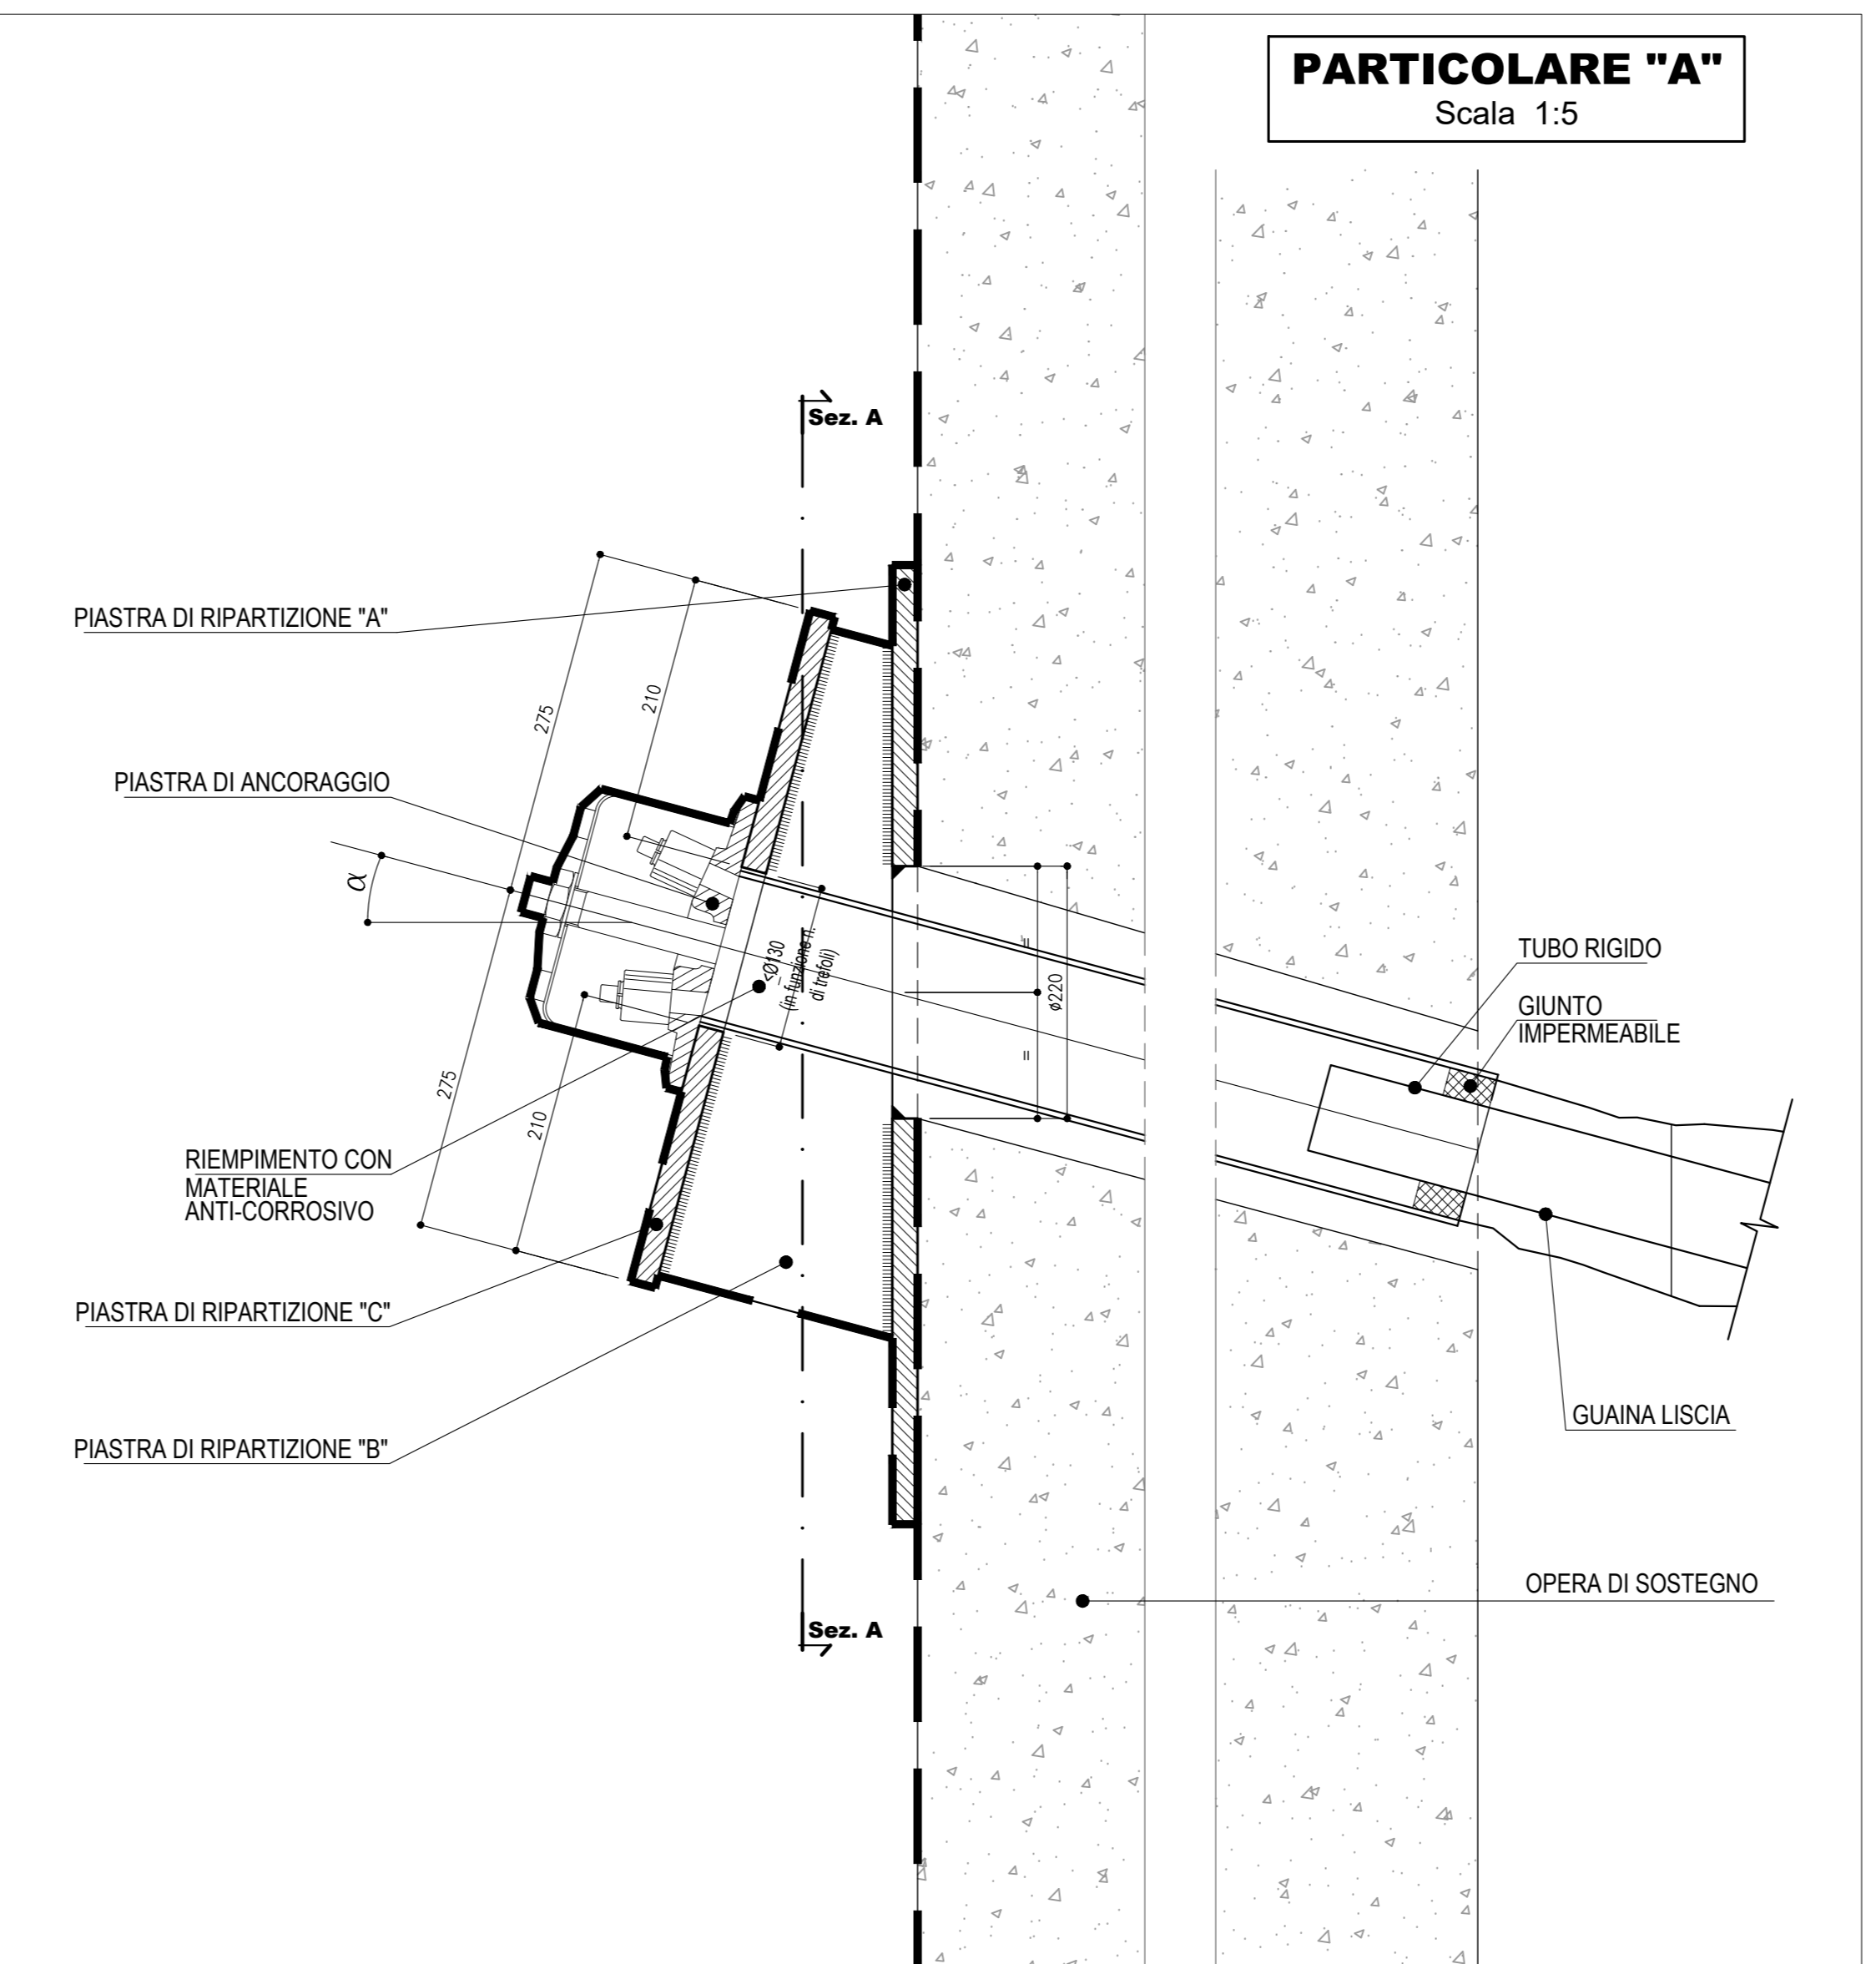 PARTICOLARE "A"
Scala 1:5
Sez. A
PIASTRA DI RIPARTIZIONE "A"
210
275
PIASTRA DI ANCORAGGIO
α
≤Ø130
(in funzione n.
di trefoli)
=
ø220
=
TUBO RIGIDO
GIUNTO
IMPERMEABILE
275
210
RIEMPIMENTO CON
MATERIALE
ANTI-CORROSIVO
PIASTRA DI RIPARTIZIONE "C"
GUAINA LISCIA
PIASTRA DI RIPARTIZIONE "B"
OPERA DI SOSTEGNO
Sez. A